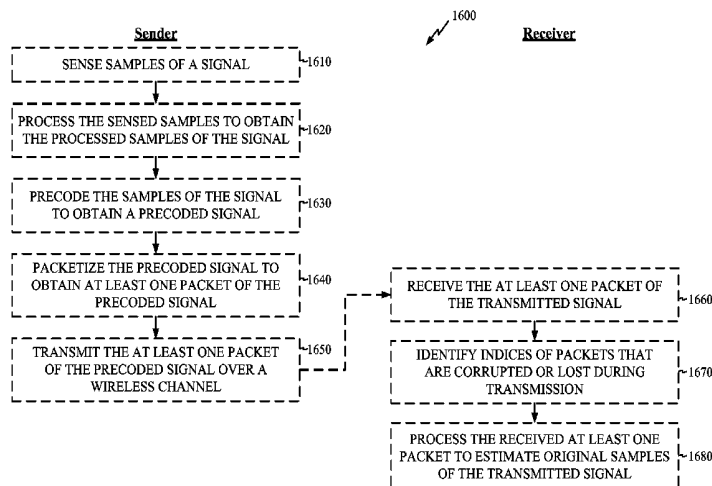 1600
Sender
SENSE SAMPLES OF A SIGNAL
1610
PROCESS THE SENSED SAMPLES TO OBTAIN
THE PROCESSED SAMPLES OF THE SIGNAL
1620
PRECODE THE SAMPLES OF THE SIGNAL
TO OBTAIN A PRECODED SIGNAL
1630
PACKETIZE THE PRECODED SIGNAL TO
OBTAIN AT LEAST ONE PACKET OF THE
PRECODED SIGNAL
1640
TRANSMIT THE AT LEAST ONE PACKET
OF THE PRECODED SIGNAL OVER A
WIRELESS CHANNEL
1650
Receiver
RECEIVE THE AT LEAST ONE PACKET OF
THE TRANSMITTED SIGNAL
1660
IDENTIFY INDICES OF PACKETS THAT
ARE CORRUPTED OR LOST DURING
TRANSMISSION
1670
PROCESS THE RECEIVED AT LEAST ONE
PACKET TO ESTIMATE ORIGINAL SAMPLES
OF THE TRANSMITTED SIGNAL
1680